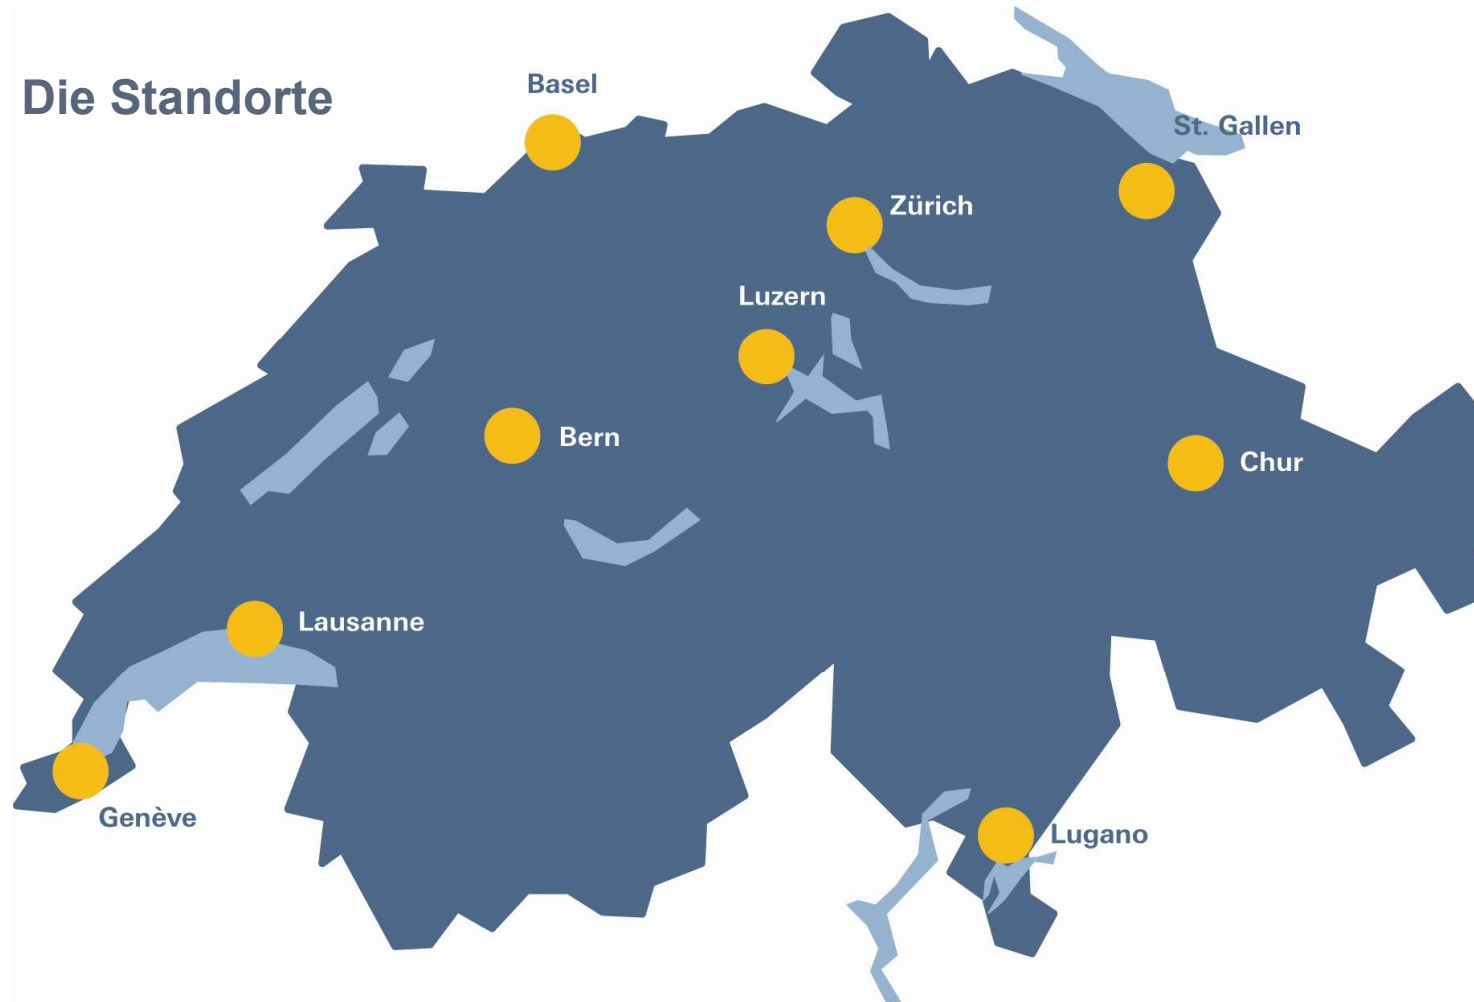 Die Standorte
Basel
St. Gallen
Zürich
Luzern
Bern
Chur
Lausanne
Genève
Lugano